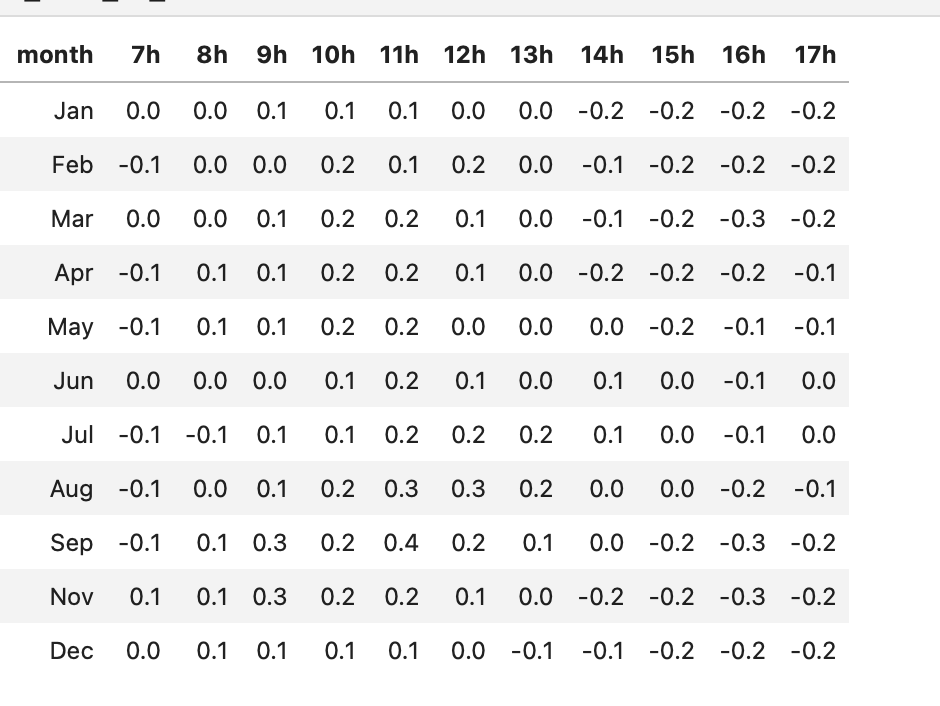 month 7h 8h 9h 10h 11h 12h 13h 14h 15h 16h 17h
Jan 0.0 0.0 0.1 0.1 0.1 0.0 0.0 -0.2 -0.2 -0.2 -0.2
Feb -0.1 0.0 0.0 0.2 0.1 0.2 0.0 -0.1 -0.2 -0.2 -0.2
Mar 0.0 0.0 0.1 0.2 0.2 0.1 0.0 -0.1 -0.2 -0.3 -0.2
Apr -0.1 0.1 0.1 0.2 0.2 0.1 0.0 -0.2 -0.2 -0.2 -0.1
May -0.1 0.1 0.1 0.2 0.2 0.0 0.0 0.0 -0.2 -0.1 -0.1
Jun 0.0 0.0 0.0 0.1 0.2 0.1 0.0 0.1 0.0 -0.1 0.0
Jul -0.1 -0.1 0.1 0.1 0.2 0.2 0.2 0.1 0.0 -0.1 0.0
Aug -0.1 0.0 0.1 0.2 0.3 0.3 0.2 0.0 0.0 -0.2 -0.1
Sep -0.1 0.1 0.3 0.2 0.4 0.2 0.1 0.0 -0.2 -0.3 -0.2
Nov 0.1 0.1 0.3 0.2 0.2 0.1 0.0 -0.2 -0.2 -0.3 -0.2
Dec 0.0 0.1 0.1 0.1 0.1 0.0 -0.1 -0.1 -0.2 -0.2 -0.2